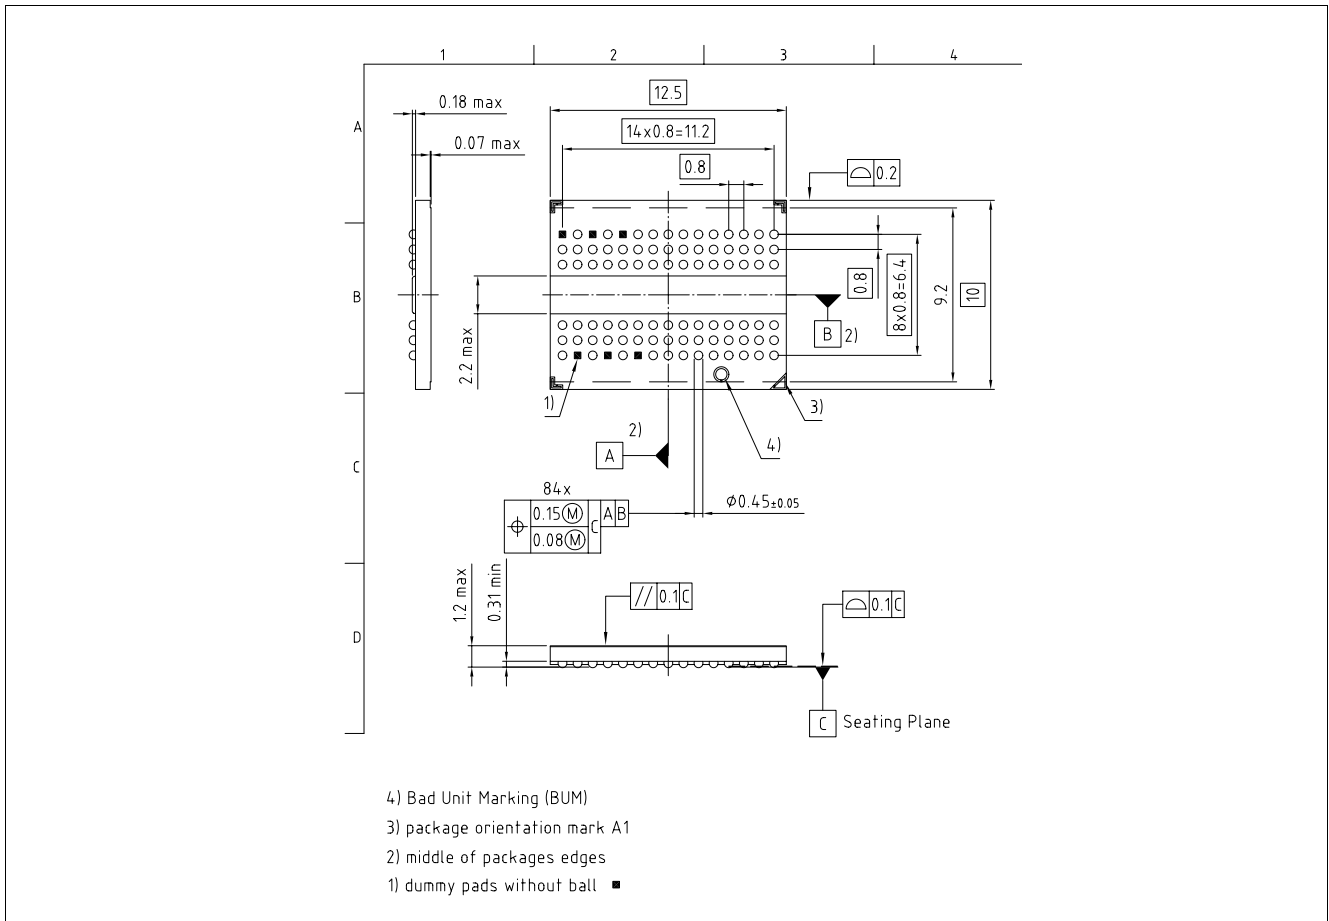 1 2 3 4
A
B
C
D
0.18 max
0.07 max
12.5
14x0.8=11.2
0.8
0.2
0.8
8x0.8=6.4
9.2
10
2.2 max
B 2)
1)
3)
4)
2)
A
84x
0.15Ⓜ C A B
0.08Ⓜ
Ø0.45±0.05
1.2 max
0.31 min
// 0.1 C
0.1 C
C Seating Plane
4) Bad Unit Marking (BUM)
3) package orientation mark A1
2) middle of packages edges
1) dummy pads without ball